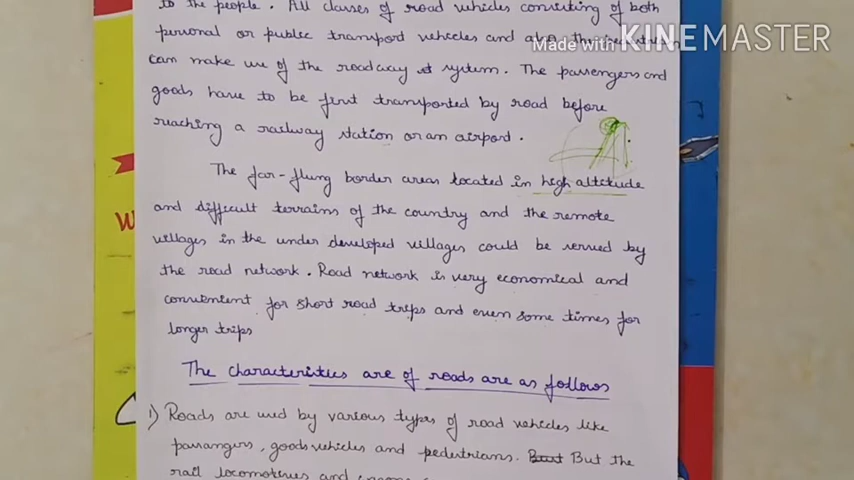 to the people. All classes of road vehicles consisting of both
personal or public transport vehicles and also the
Made with KINEMASTER
can make use of the roadway system. The passengers and
goods have to be first transported by road before
reaching a railway station or an airport.
The far-flung border areas located in high altitude
and difficult terrains of the country and the remote
villages in the under developed villages could be served by
the road network. Road network is very economical and
convenient for short road trips and even some times for
longer trips
The characteristics are of roads are as follows
1) Roads are used by various types of road vehicles like
passangers, goods vehicles and pedestrians. But But the
rail locomotives and
W